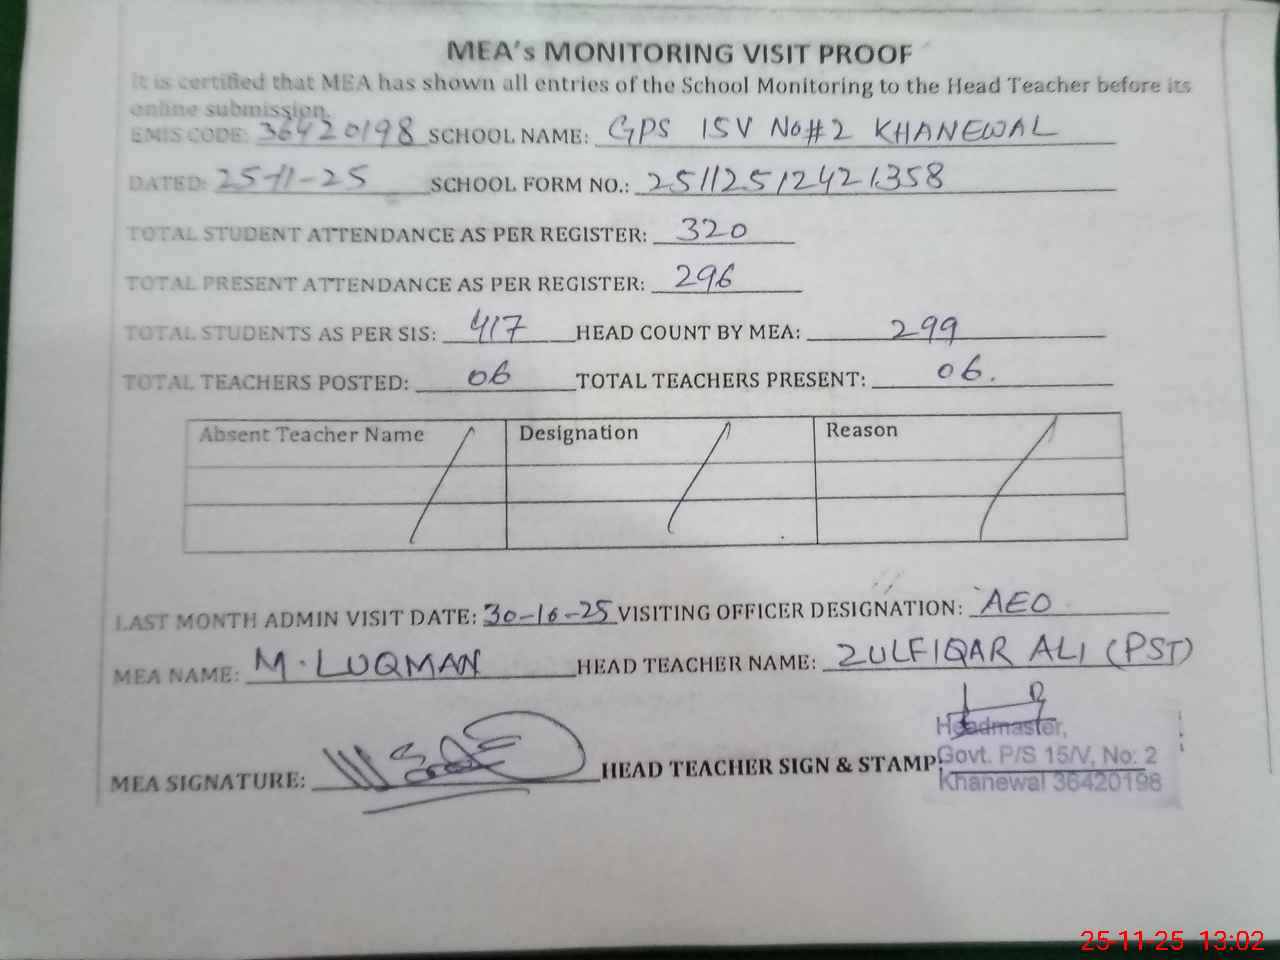 MEA's MONITORING VISIT PROOF
It is certified that MEA has shown all entries of the School Monitoring to the Head Teacher before its
online submission.
EMIS CODE: 36420198 SCHOOL NAME: GPS 15V No#2 KHANEWAL
DATED: 25-11-25 SCHOOL FORM NO.: 25112512421358
TOTAL STUDENT ATTENDANCE AS PER REGISTER: 320
TOTAL PRESENT ATTENDANCE AS PER REGISTER: 296
TOTAL STUDENTS AS PER SIS: 417 HEAD COUNT BY MEA: 299
TOTAL TEACHERS POSTED: 06 TOTAL TEACHERS PRESENT: 06.
Absent Teacher Name Designation Reason
LAST MONTH ADMIN VISIT DATE: 30-10-25 VISITING OFFICER DESIGNATION: AEO
MEA NAME: M. LUQMAN HEAD TEACHER NAME: ZULFIQAR ALI (PST)
MEA SIGNATURE: HEAD TEACHER SIGN & STAMP:
Headmaster,
Govt. P/S 15/V, No: 2
Khanewal 36420198
25-11-25 13:02